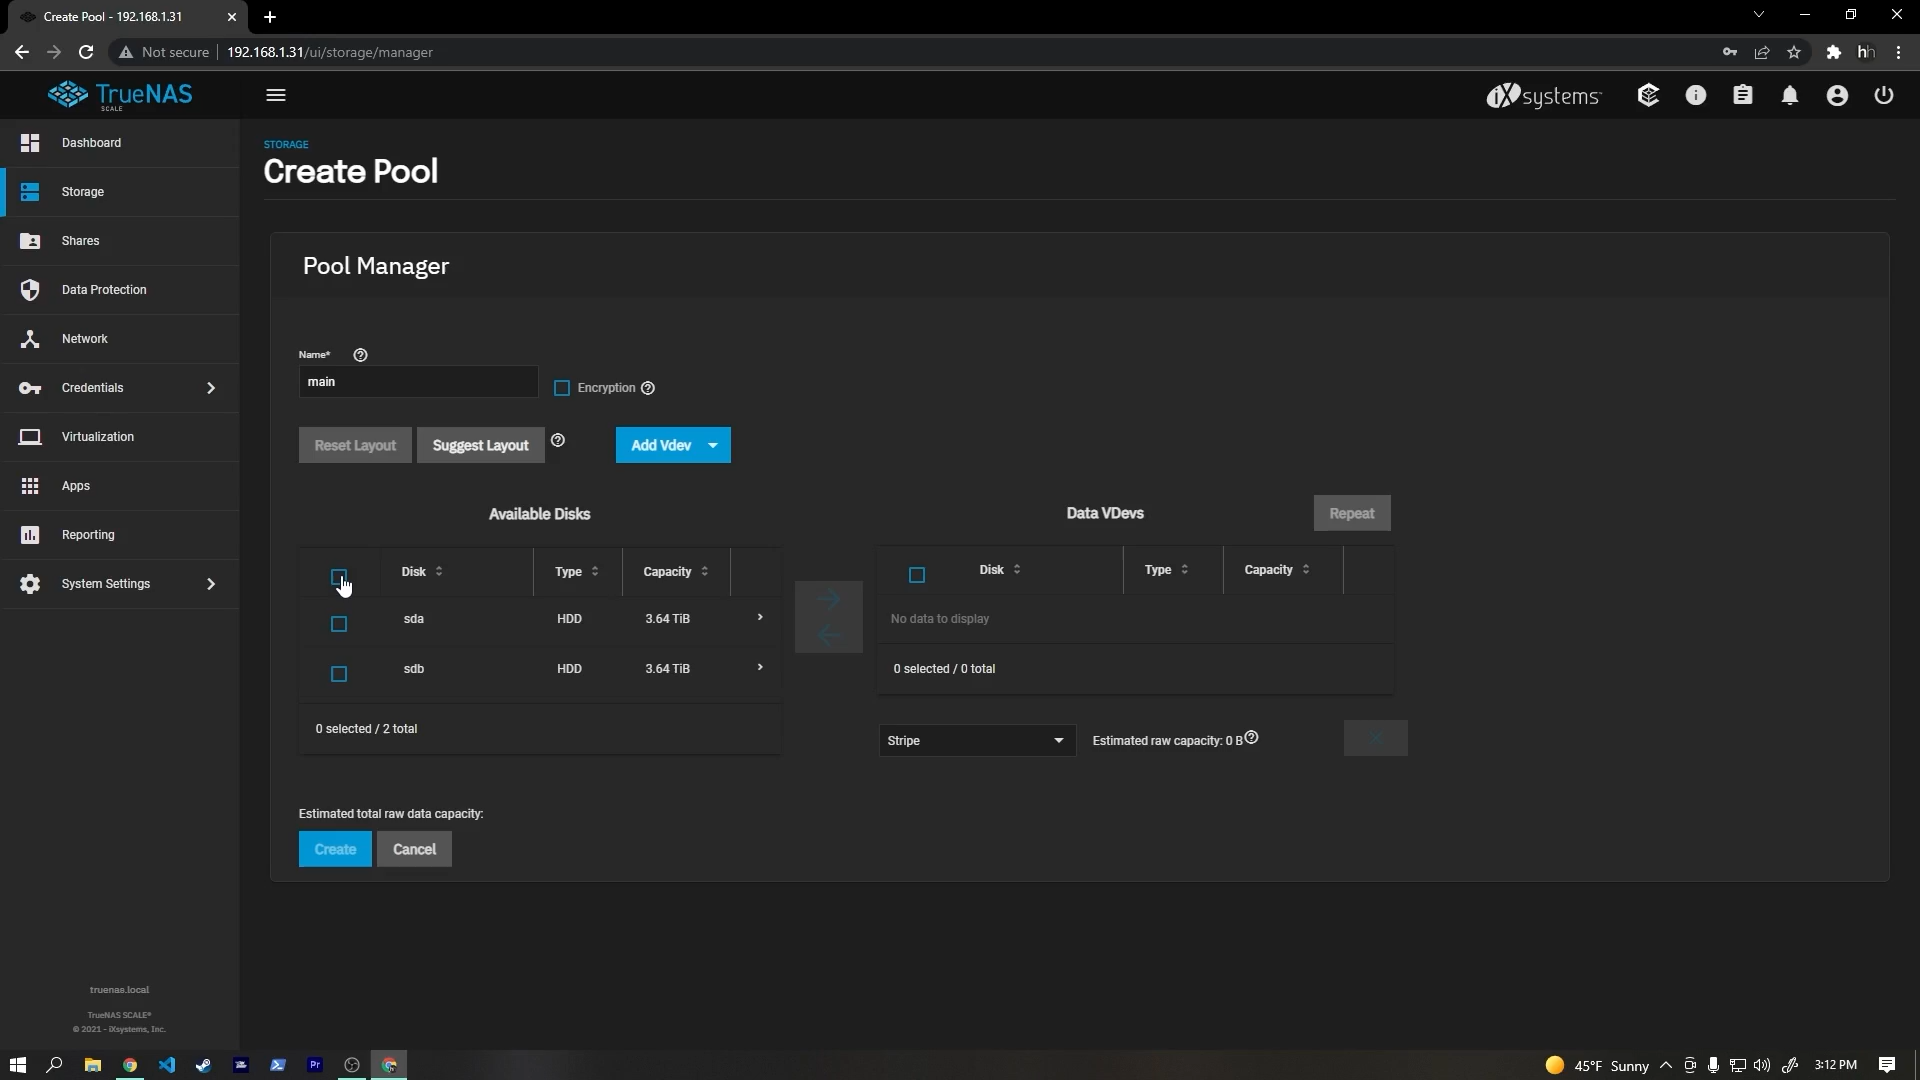 Create Pool - 192.168.1.31
Not secure 192.168.1.31/ui/storage/manager
hh
TrueNAS
SCALE
iXsystems™
Dashboard
Storage
Shares
Data Protection
Network
Credentials
Virtualization
Apps
Reporting
System Settings
truenas.local
TrueNAS SCALE®
© 2021 - iXsystems, Inc.
STORAGE
Create Pool
Pool Manager
Name*
main
Encryption
Reset Layout Suggest Layout Add Vdev
Available Disks
Disk Type Capacity
sda HDD 3.64 TiB
sdb HDD 3.64 TiB
0 selected / 2 total
Data VDevs Repeat
Disk Type Capacity
No data to display
0 selected / 0 total
Stripe Estimated raw capacity: 0 B
Estimated total raw data capacity:
Create Cancel
Pr
45°F Sunny 3:12 PM